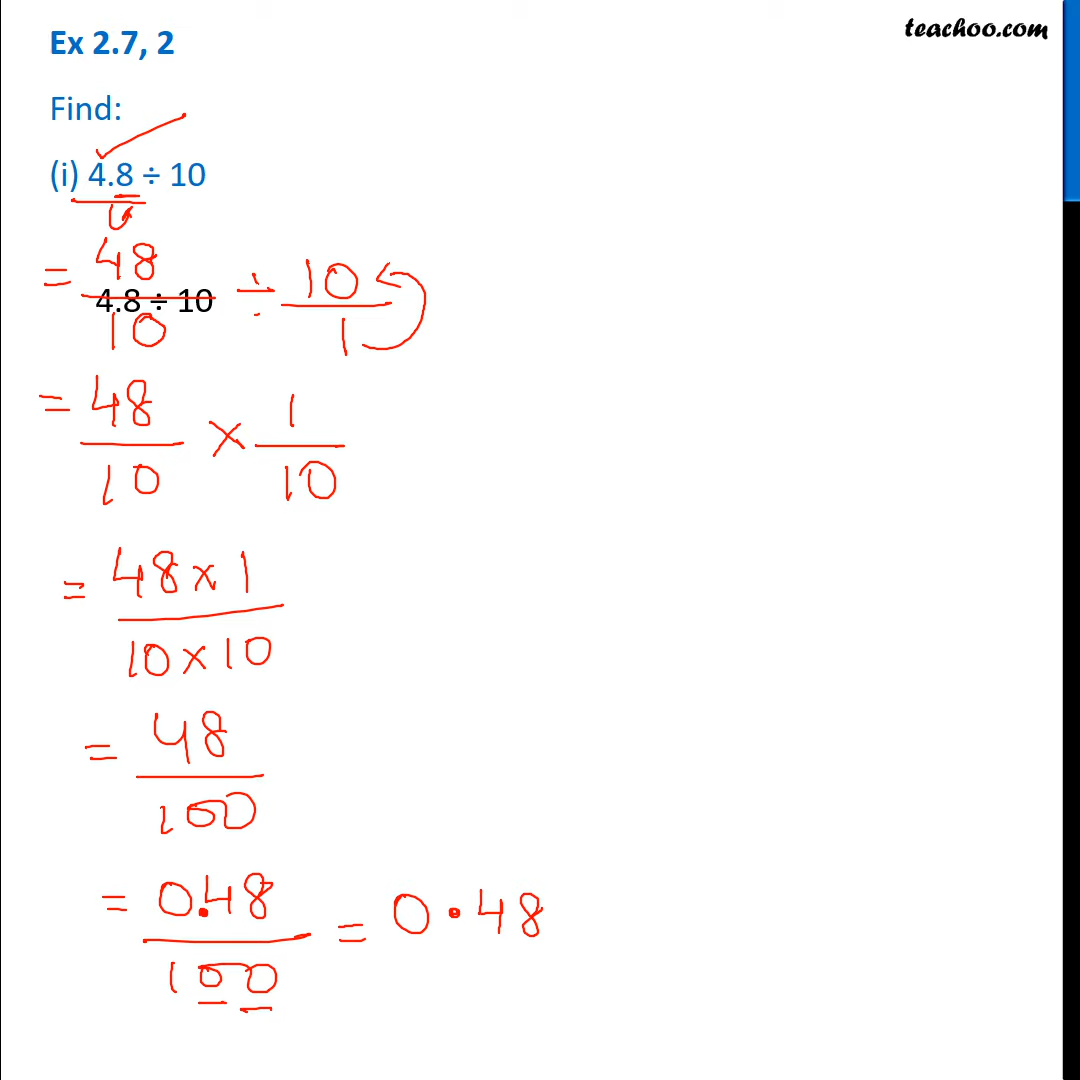 teachoo.com
Ex 2.7, 2
Find:
(i) 4.8 ÷ 10
4.8 ÷ 10
= 48/10 ÷ 10/1
= 48/10 × 1/10
= 48 × 1 / 10 × 10
= 48/100
= 0.48/100 = 0.48